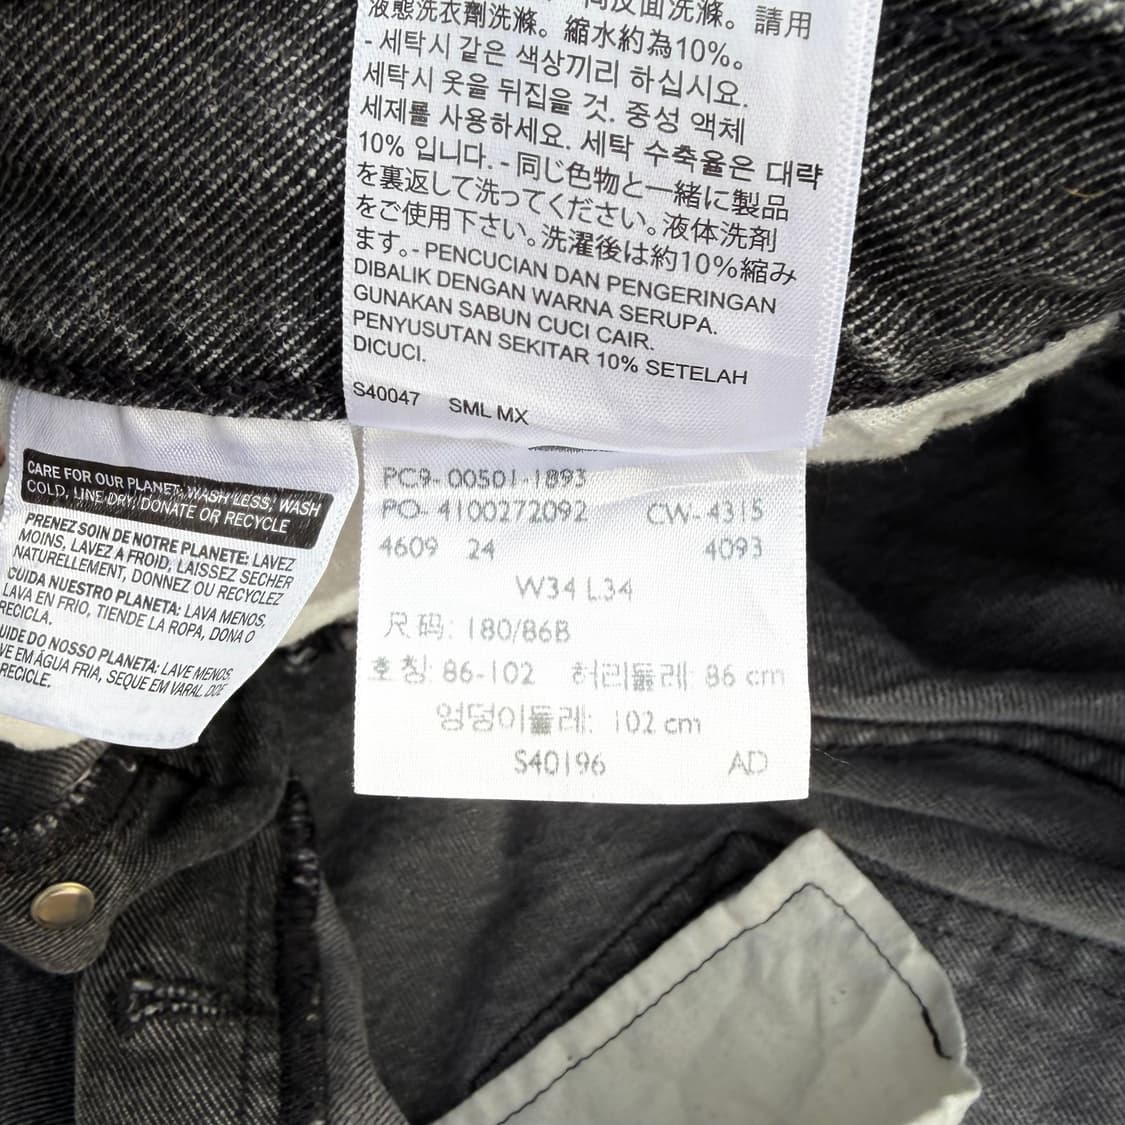 同反面洗滌。請用
液態洗衣劑洗滌。縮水約為10%。
- 세탁시 같은 색상끼리 하십시요.
세탁시 옷을 뒤집을 것. 중성 액체
세제를 사용하세요. 세탁 수축율은 대략
10% 입니다. - 同じ色物と一緒に製品
を裏返して洗ってください。液体洗剤
をご使用下さい。洗濯後は約10%縮み
ます。- PENCUCIAN DAN PENGERINGAN
DIBALIK DENGAN WARNA SERUPA.
GUNAKAN SABUN CUCI CAIR.
PENYUSUTAN SEKITAR 10% SETELAH
DICUCI.
S40047 SML MX
CARE FOR OUR PLANET: WASH LESS, WASH
COLD, LINE DRY, DONATE OR RECYCLE
PRENEZ SOIN DE NOTRE PLANETE: LAVEZ
MOINS, LAVEZ A FROID, LAISSEZ SECHER
NATURELLEMENT, DONNEZ OU RECYCLEZ
CUIDA NUESTRO PLANETA: LAVA MENOS,
LAVA EN FRIO, TIENDE LA ROPA, DONA O
RECICLA.
UIDE DO NOSSO PLANETA: LAVE MENOS
VE EM ÁGUA FRIA, SEQUE EM VARAL, DOE
RECICLE.
PC9-00501-1893
PO-4100272092 CW-4315
4609 24 4093
W34 L34
尺码: 180/86B
호칭: 86-102 허리둘레: 86 cm
엉덩이둘레: 102 cm
S40196 AD